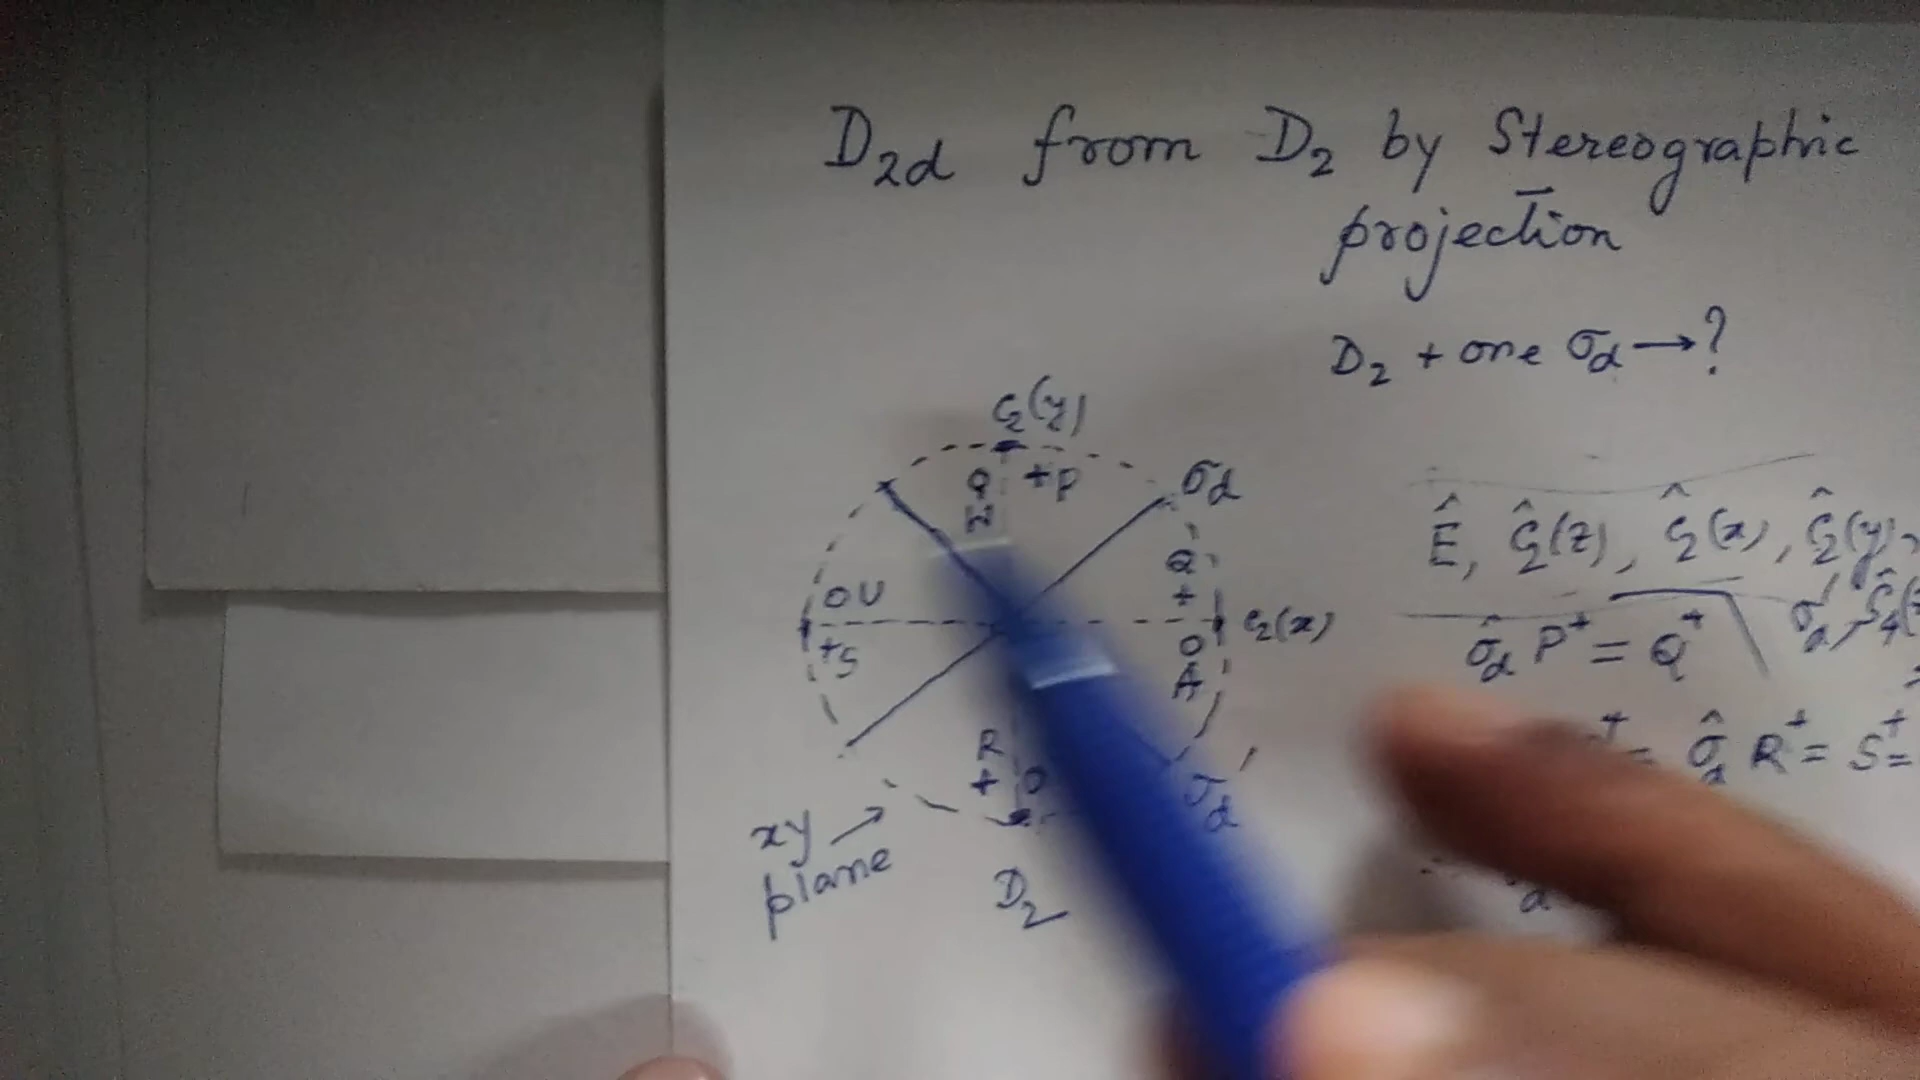 D₂d from D₂ by Stereographic
projection
D₂ + one σd → ?
C₂(y)
+P
σd
Q
+
OU
+S
C₂(x)
O
A
R
+
O
σd'
xy
plane
D₂
Ê, Ĉ₂(z), Ĉ₂(x), Ĉ₂(y),
σ̂d P⁺ = Q⁺
= σ̂d R⁺ = S⁺ =